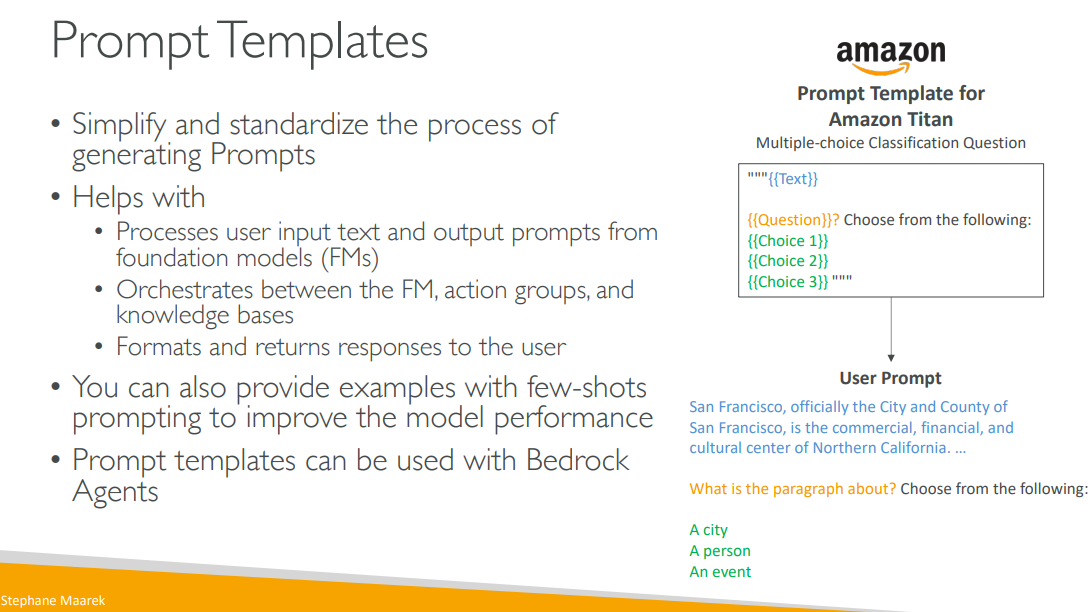 Prompt Templates
• Simplify and standardize the process of
generating Prompts
• Helps with
• Processes user input text and output prompts from
foundation models (FMs)
• Orchestrates between the FM, action groups, and
knowledge bases
• Formats and returns responses to the user
• You can also provide examples with few-shots
prompting to improve the model performance
• Prompt templates can be used with Bedrock
Agents
amazon
Prompt Template for
Amazon Titan
Multiple-choice Classification Question
"""{{Text}}
{{Question}}? Choose from the following:
{{Choice 1}}
{{Choice 2}}
{{Choice 3}} """
User Prompt
San Francisco, officially the City and County of
San Francisco, is the commercial, financial, and
cultural center of Northern California. …
What is the paragraph about? Choose from the following:
A city
A person
An event
Stephane Maarek